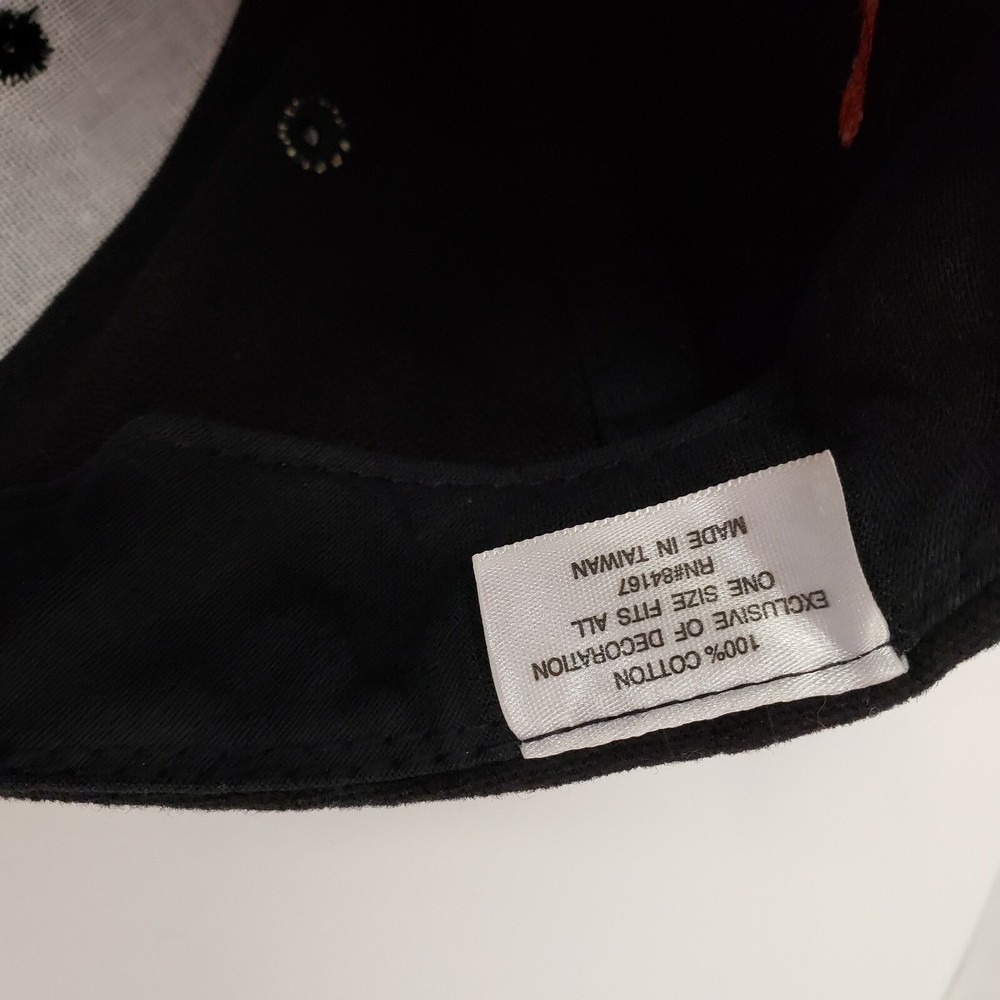 100% COTTON
EXCLUSIVE OF DECORATION
ONE SIZE FITS ALL
RN#84167
MADE IN TAIWAN